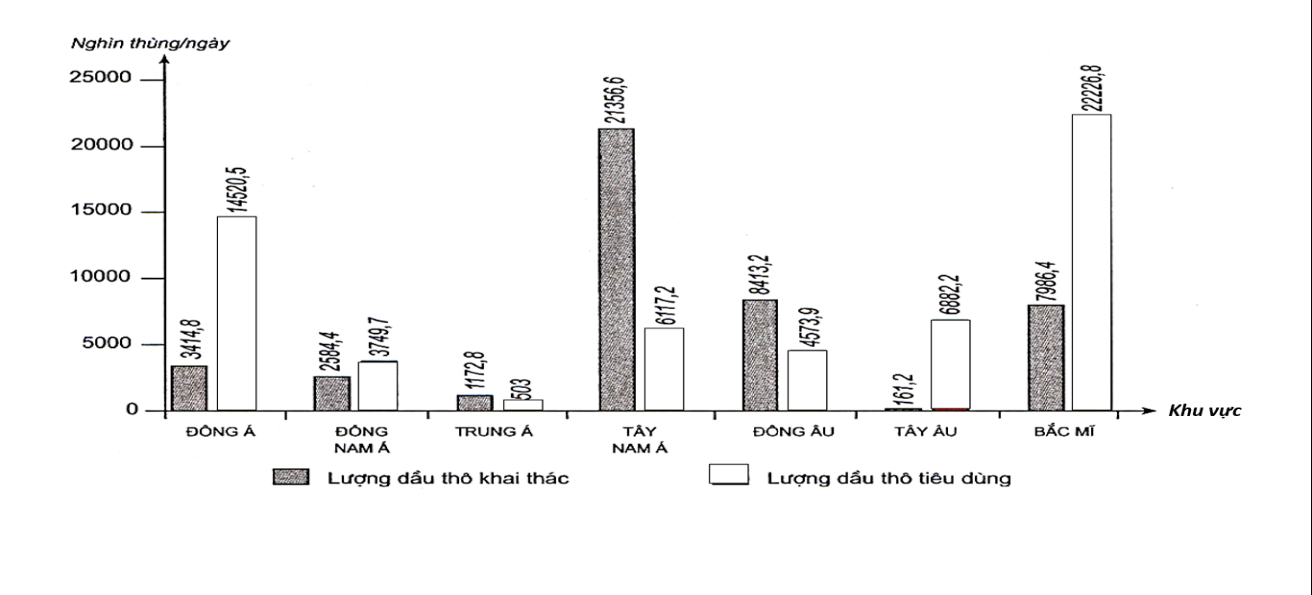 Nghìn thùng/ngày
25000
20000
15000
10000
5000
0
3414,8
14520,5
2584,4
3749,7
1172,8
503
21356,6
6117,2
8413,2
4573,9
161,2
6882,2
7986,4
22226,8
Khu vực
ĐÔNG Á
ĐÔNG
NAM Á
TRUNG Á
TÂY
NAM Á
ĐÔNG ÂU
TÂY ÂU
BẮC MĨ
Lượng dầu thô khai thác
Lượng dầu thô tiêu dùng